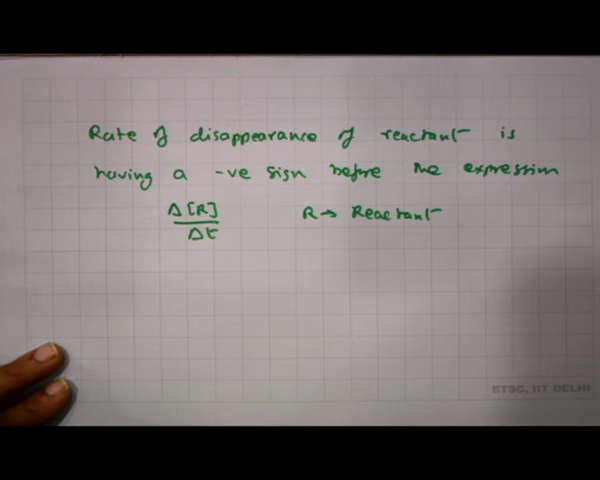 Rate of disappearance of reactant is
having a -ve sign before the expression
Δ[R]    R → Reactant
Δt
ETSC, IIT DELHI